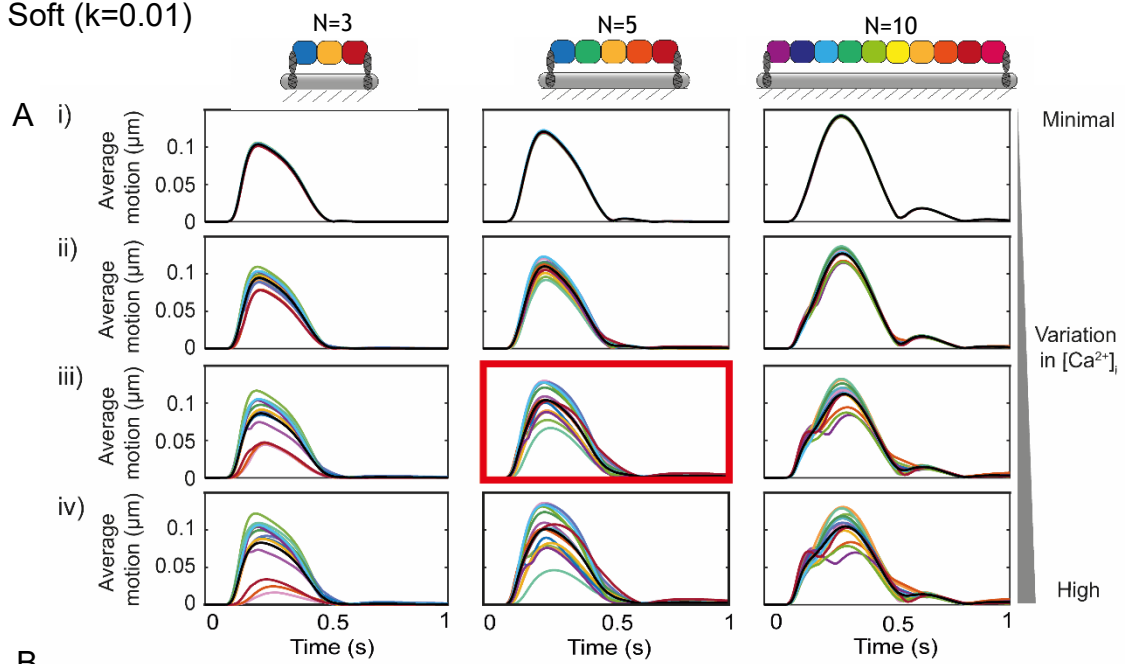 Soft (k=0.01)
N=3 N=5 N=10
A i) Minimal
Average motion (μm)
0.1
0.05
0
ii)
Average motion (μm)
0.1
0.05
0
Variation
in [Ca²⁺]ᵢ
iii)
Average motion (μm)
0.1
0.05
0
iv)
Average motion (μm)
0.1
0.05
0
High
0 0.5 1 0 0.5 1 0 0.5 1
Time (s) Time (s) Time (s)
B